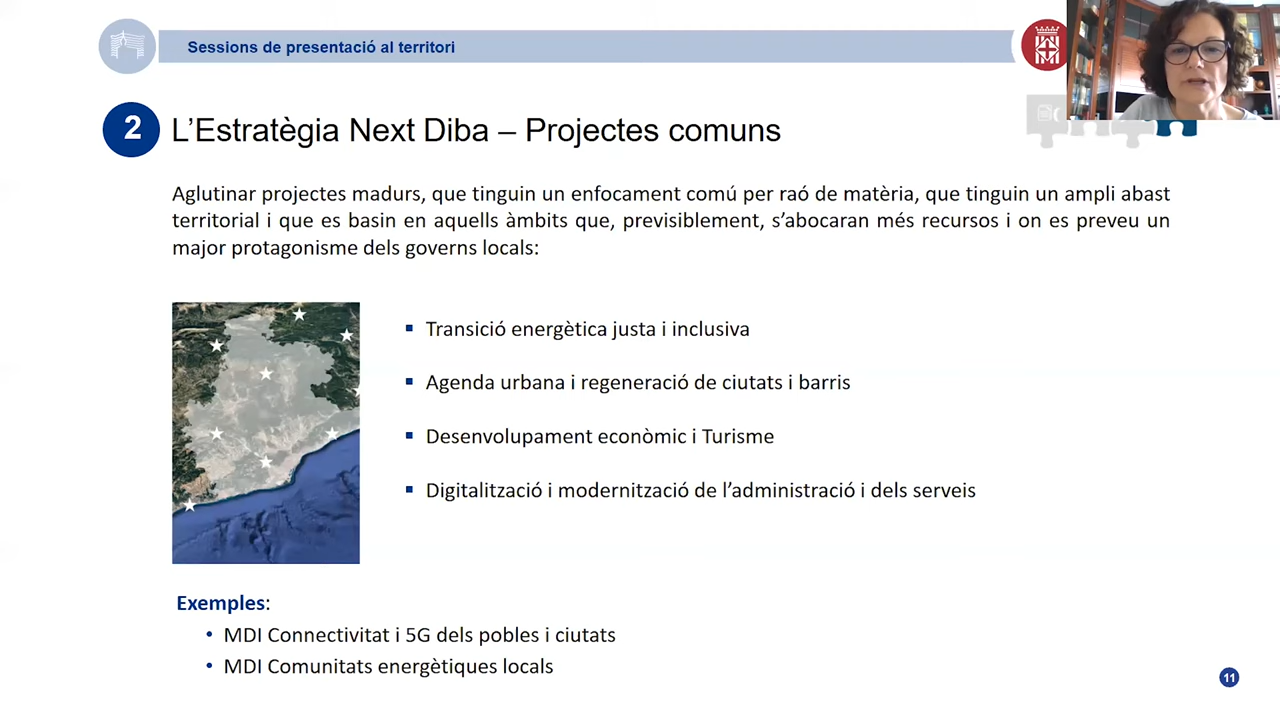 Sessions de presentació al territori
2
L’Estratègia Next Diba – Projectes comuns
Aglutinar projectes madurs, que tinguin un enfocament comú per raó de matèria, que tinguin un ampli abast
territorial i que es basin en aquells àmbits que, previsiblement, s’abocaran més recursos i on es preveu un
major protagonisme dels governs locals:
▪ Transició energètica justa i inclusiva
▪ Agenda urbana i regeneració de ciutats i barris
▪ Desenvolupament econòmic i Turisme
▪ Digitalització i modernització de l’administració i dels serveis
Exemples:
• MDI Connectivitat i 5G dels pobles i ciutats
• MDI Comunitats energètiques locals
11